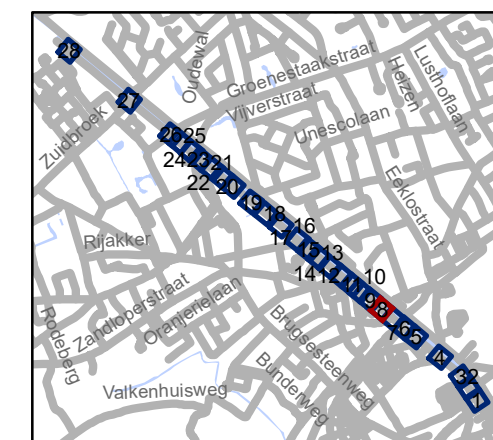 28
Oudewal
Groenestaakstraat
Heizen
Lusthoflaan
27
Vijverstraat
Unescolaan
Zuidbroek
26 25
24 23 21
22
20
Eeklostraat
19
18
17
16
Rijakker
15 13
14
12 11
10
9 8
Zandloperstraat
Oranjerielaan
Rodeberg
Brugsesteenweg
7 6 5
4
Bunderweg
Valkenhuisweg
3 2
1